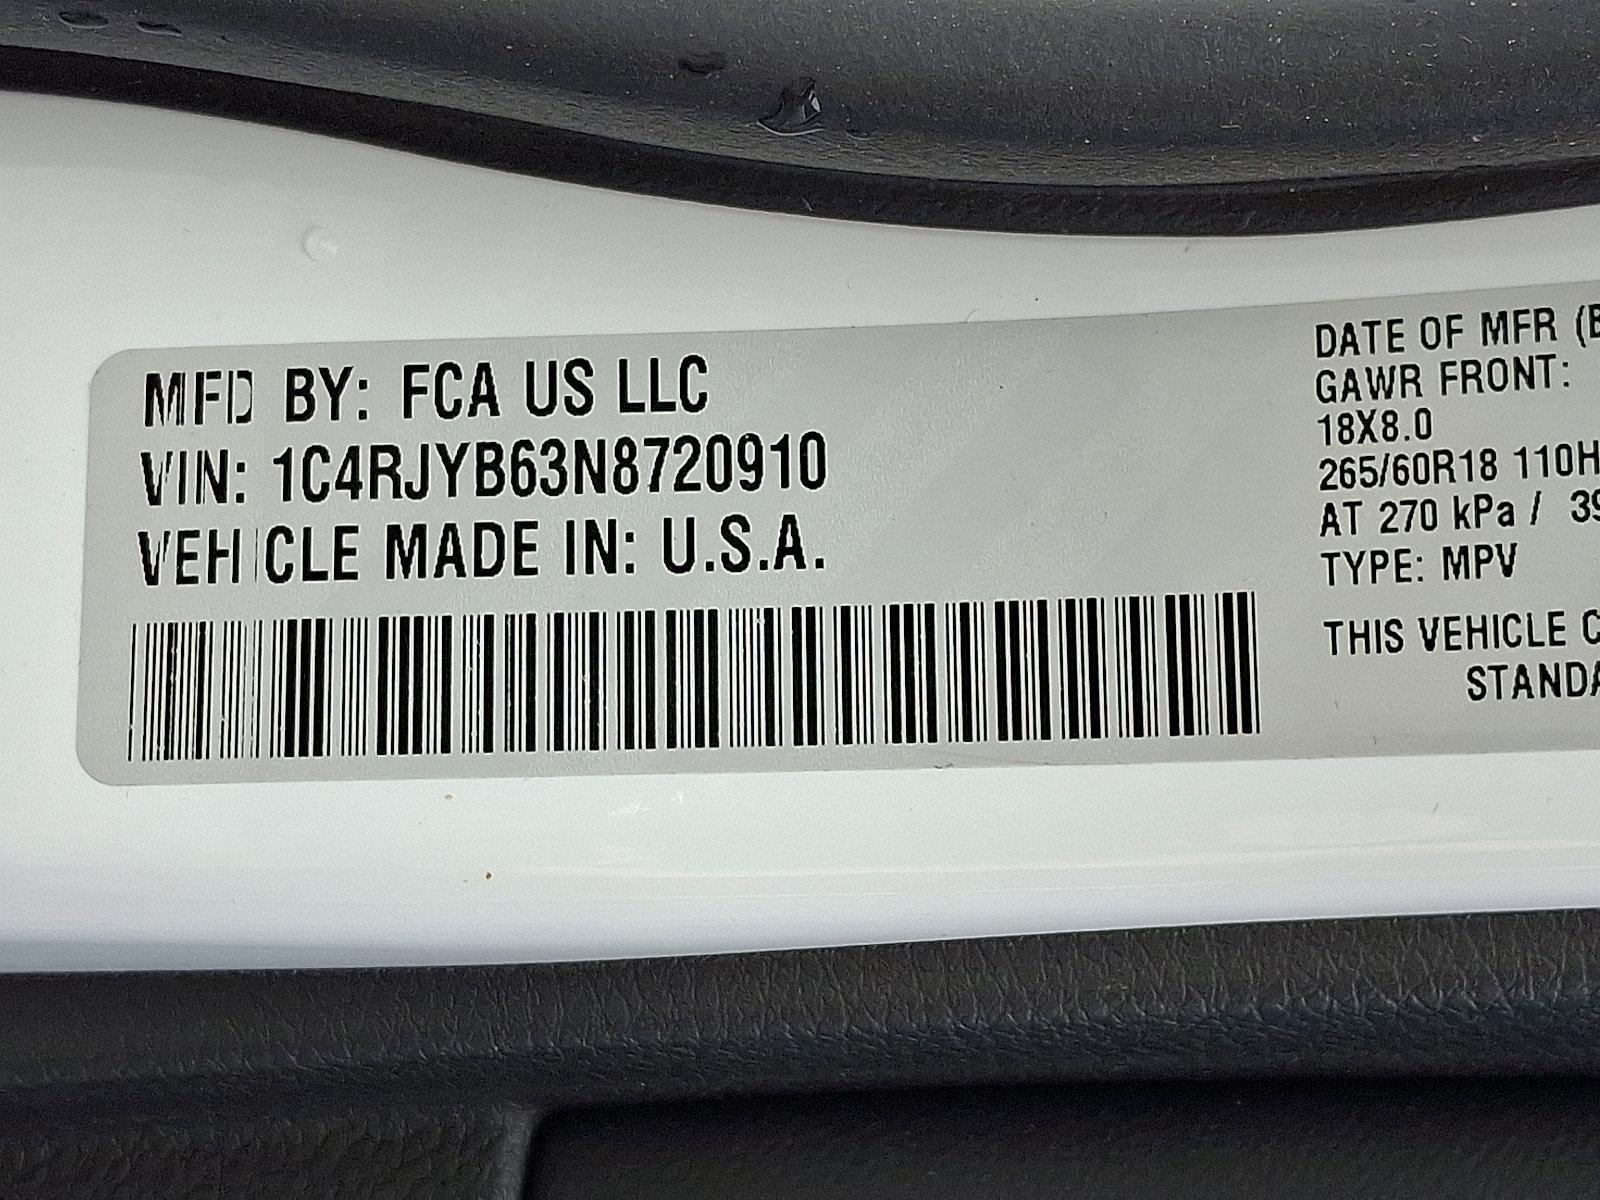 MFD BY: FCA US LLC
VIN: 1C4RJYB63N8720910
VEHICLE MADE IN: U.S.A.
DATE OF MFR (
GAWR FRONT:
18X8.0
265/60R18 110H
AT 270 kPa / 39
TYPE: MPV
THIS VEHICLE C
STANDA